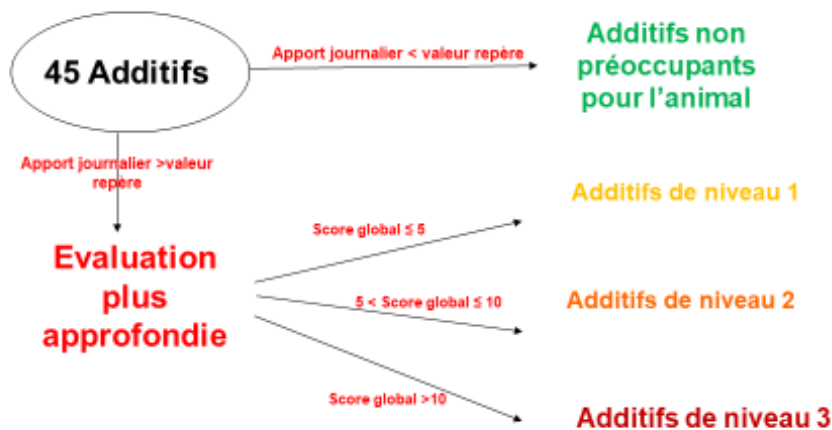 45 Additifs
Apport journalier < valeur repère
Additifs non
préoccupants
pour l'animal
Apport journalier >valeur
repère
Evaluation
plus
approfondie
Score global ≤ 5
Additifs de niveau 1
5 < Score global ≤ 10
Additifs de niveau 2
Score global >10
Additifs de niveau 3